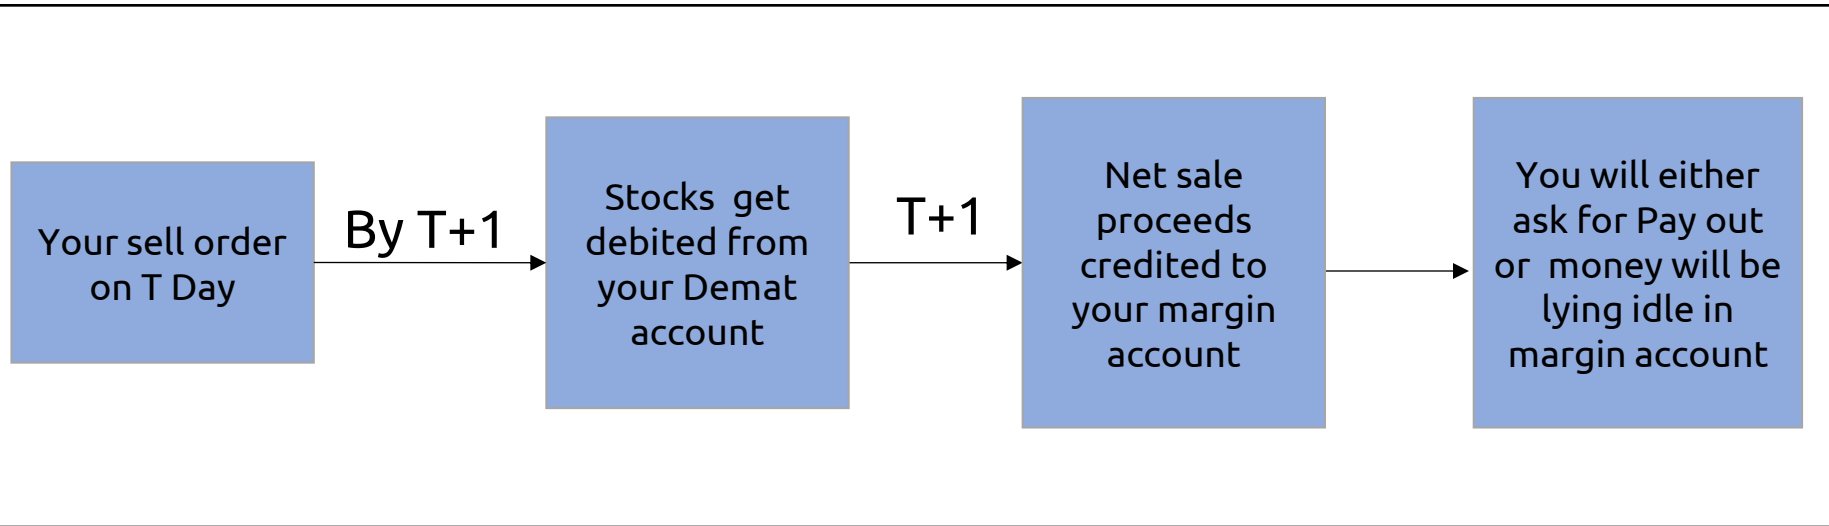 Your sell order
on T Day
By T+1
Stocks  get
debited from
your Demat
account
T+1
Net sale
proceeds
credited to
your margin
account
You will either
ask for Pay out
or  money will be
lying idle in
margin account